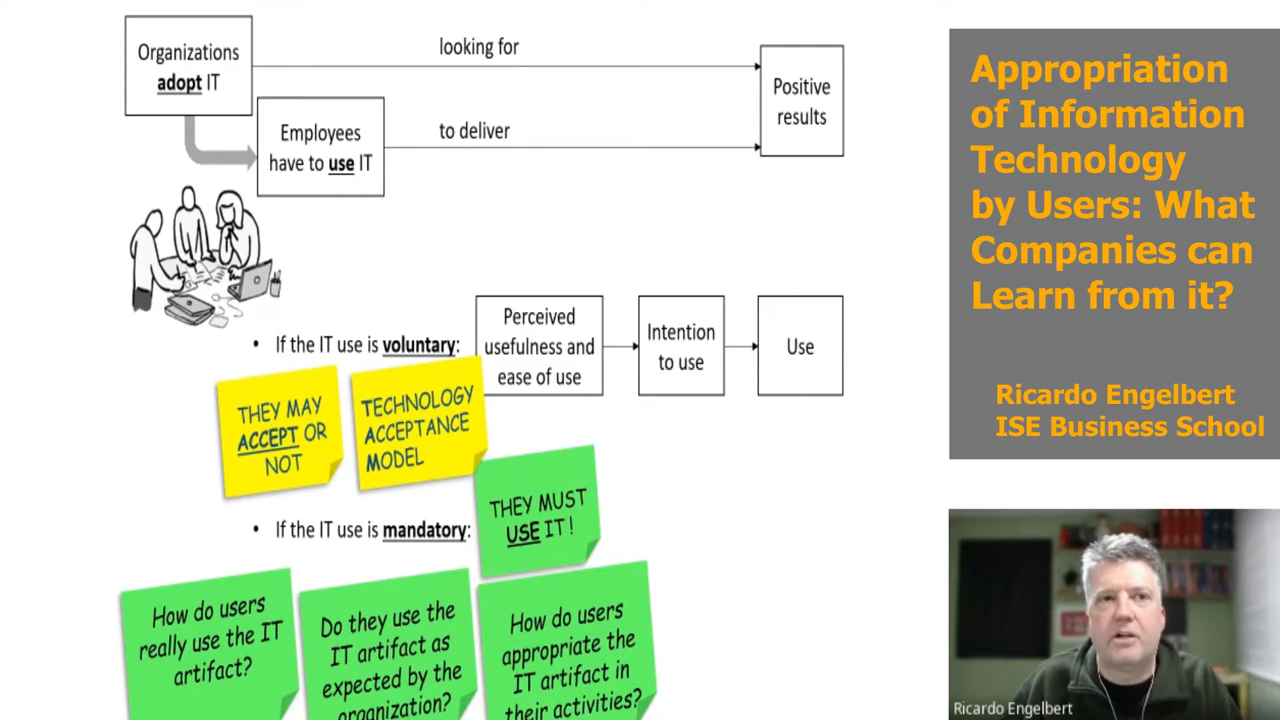 Organizations
adopt IT
looking for
Positive
results
Employees
have to use IT
to deliver
• If the IT use is voluntary:
Perceived
usefulness and
ease of use
Intention
to use
Use
THEY MAY
ACCEPT OR
NOT
TECHNOLOGY
ACCEPTANCE
MODEL
• If the IT use is mandatory:
THEY MUST
USE IT!
How do users
really use the IT
artifact?
Do they use the
IT artifact as
expected by the
organization?
How do users
appropriate the
IT artifact in
their activities?
Appropriation
of Information
Technology
by Users: What
Companies can
Learn from it?
Ricardo Engelbert
ISE Business School
Ricardo Engelbert